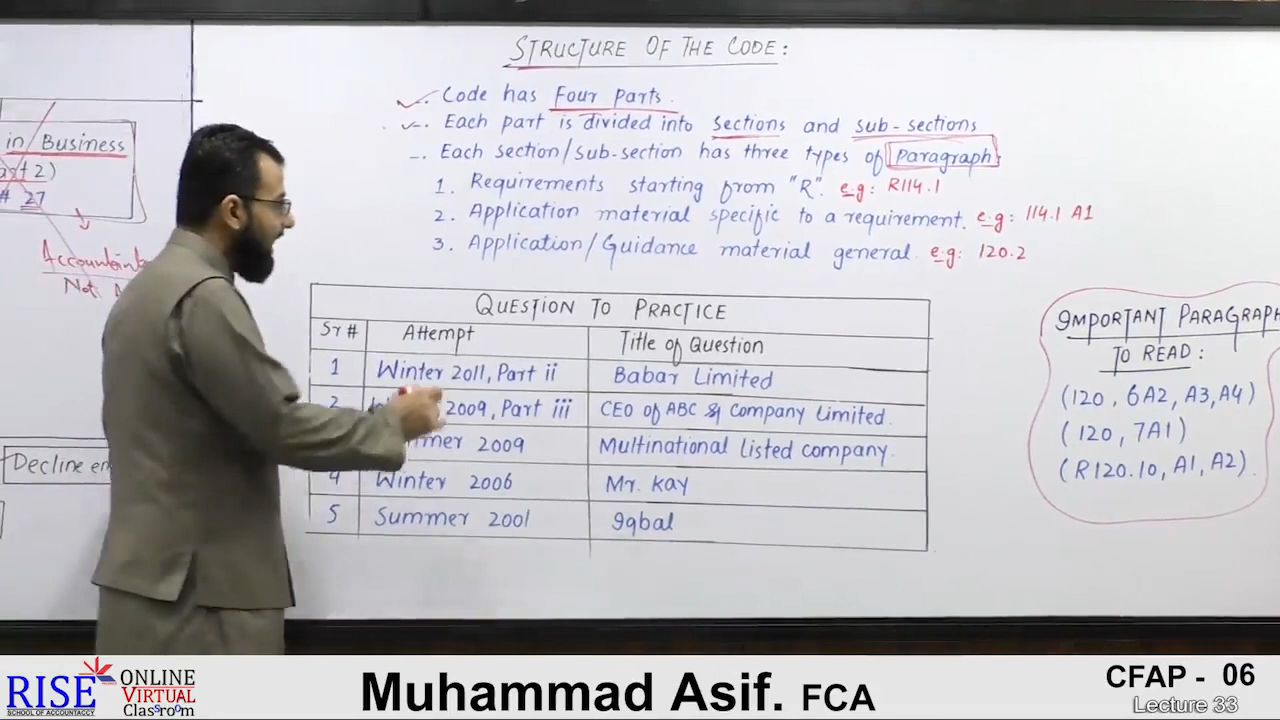 STRUCTURE OF THE CODE:
Code has Four Parts.
Each part is divided into sections and sub-sections
Each section/sub-section has three types of Paragraph
1. Requirements starting from "R". e.g: R114.1
2. Application material specific to a requirement. e.g: 114.1 A1
3. Application/Guidance material general. e.g: 120.2
in Business
2)
# 27
Not
Decline
QUESTION TO PRACTICE
Sr # Attempt Title of Question
1 Winter 2011, Part ii Babar Limited
2 2009, Part iii CEO of ABC & Company Limited.
2009 Multinational Listed company.
4 Winter 2006 Mr. Kay
5 Summer 2001 Iqbal
IMPORTANT PARAGRAPH
TO READ:
(120, 6A2, A3, A4)
(120, 7A1)
(R120.10, A1, A2).
RISE
SCHOOL OF ACCOUNTANCY
ONLINE
VIRTUAL
Classroom
Muhammad Asif. FCA
CFAP - 06
Lecture 33